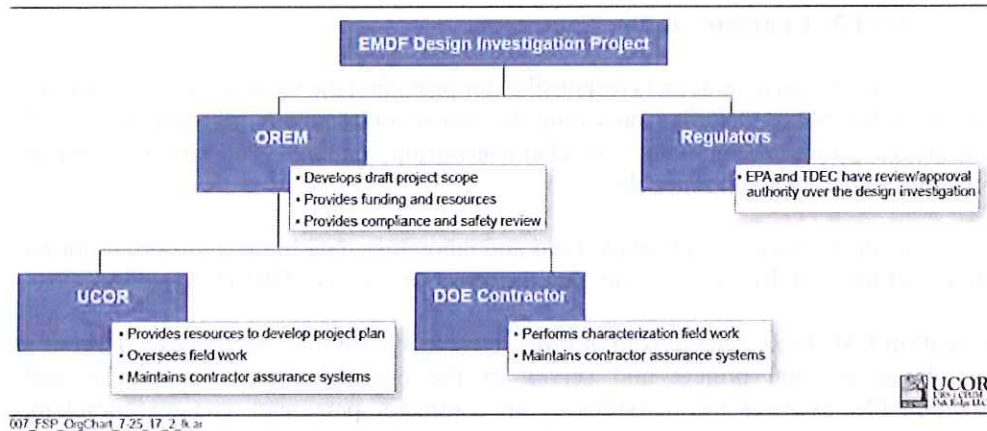 EMDF Design Investigation Project
OREM
• Develops draft project scope
• Provides funding and resources
• Provides compliance and safety review
Regulators
• EPA and TDEC have review/approval
authority over the design investigation
UCOR
• Provides resources to develop project plan
• Oversees field work
• Maintains contractor assurance systems
DOE Contractor
• Performs characterization field work
• Maintains contractor assurance systems
UCOR
Oak Ridge LLC
007_FSP_OrgChart_7-25_17_2_fk.ai